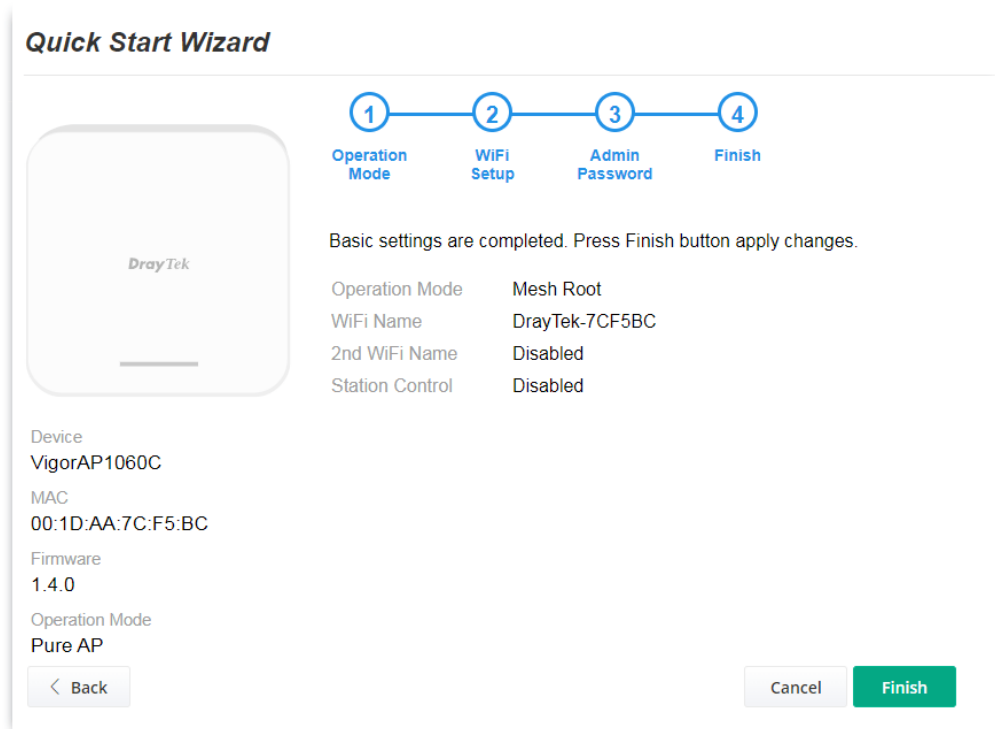 Quick Start Wizard
1
2
3
4
Operation
Mode
WiFi
Setup
Admin
Password
Finish
DrayTek
Basic settings are completed. Press Finish button apply changes.
Operation Mode Mesh Root
WiFi Name DrayTek-7CF5BC
2nd WiFi Name Disabled
Station Control Disabled
Device
VigorAP1060C
MAC
00:1D:AA:7C:F5:BC
Firmware
1.4.0
Operation Mode
Pure AP
Back
Cancel
Finish